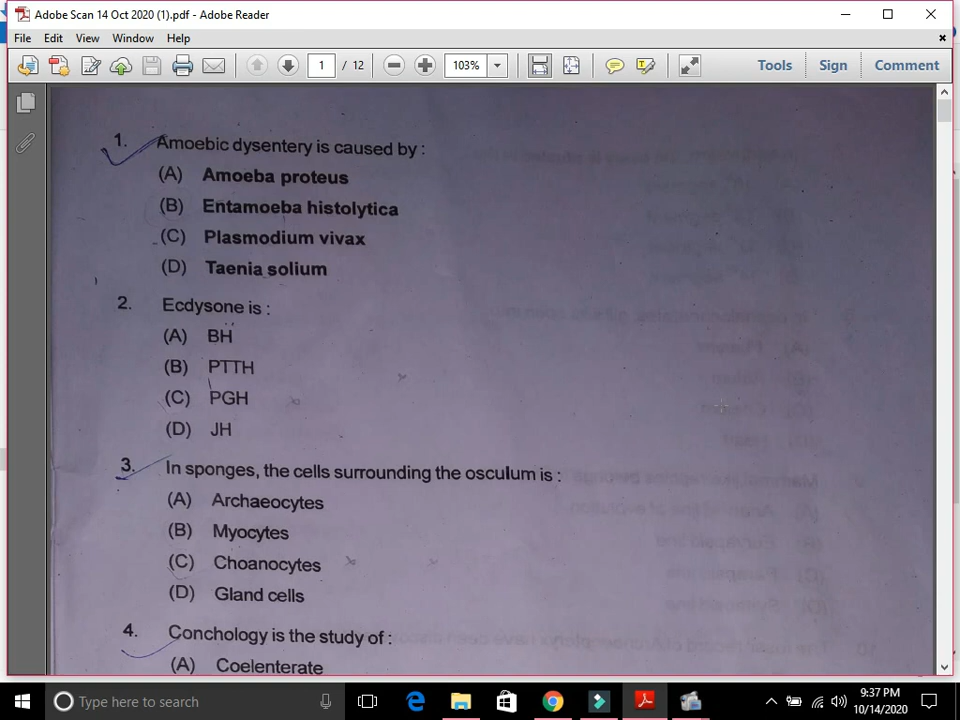 Adobe Scan 14 Oct 2020 (1).pdf - Adobe Reader
File Edit View Window Help
1 / 12 103% Tools Sign Comment
1. Amoebic dysentery is caused by :
(A) Amoeba proteus
(B) Entamoeba histolytica
(C) Plasmodium vivax
(D) Taenia solium
2. Ecdysone is :
(A) BH
(B) PTTH
(C) PGH
(D) JH
3. In sponges, the cells surrounding the osculum is :
(A) Archaeocytes
(B) Myocytes
(C) Choanocytes
(D) Gland cells
4. Conchology is the study of :
(A) Coelenterate
Type here to search
9:37 PM
10/14/2020